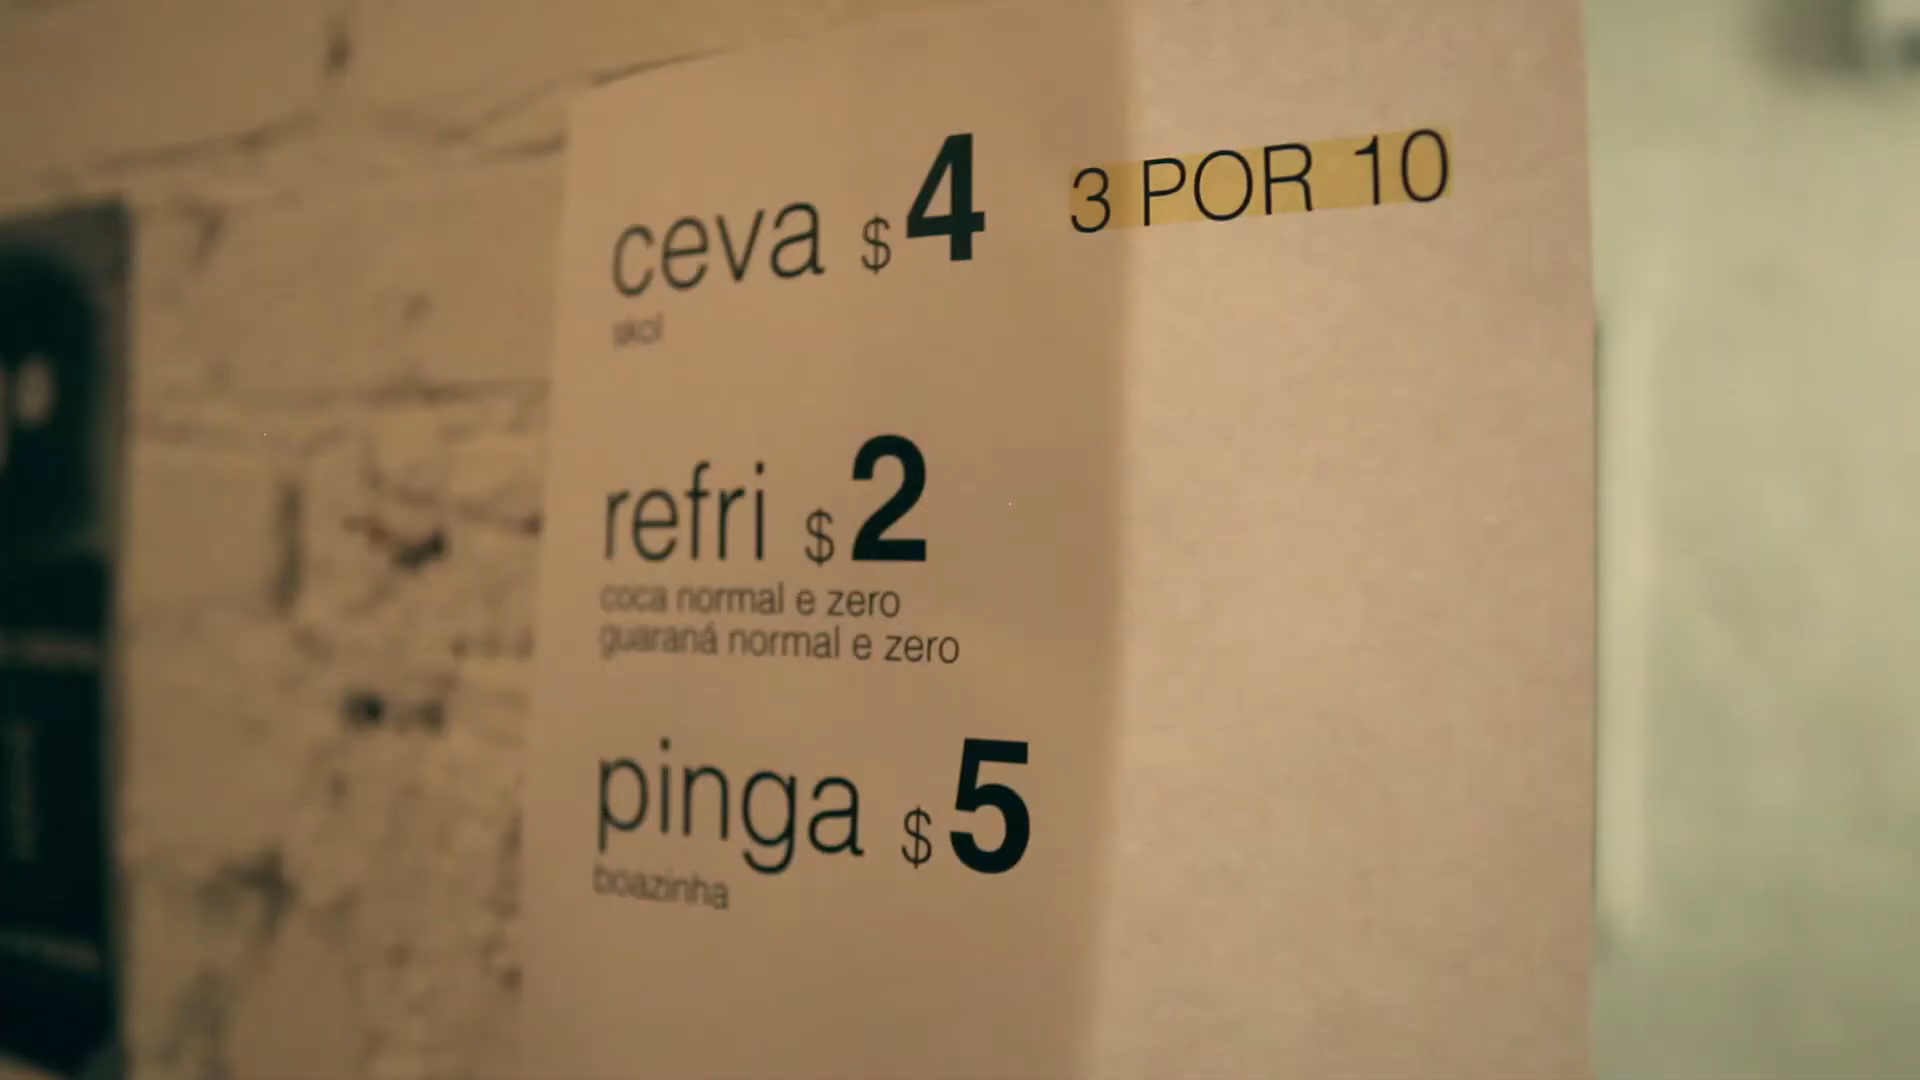 ceva $4 3 POR 10
skol
refri $2
coca normal e zero
guaraná normal e zero
pinga $5
boazinha